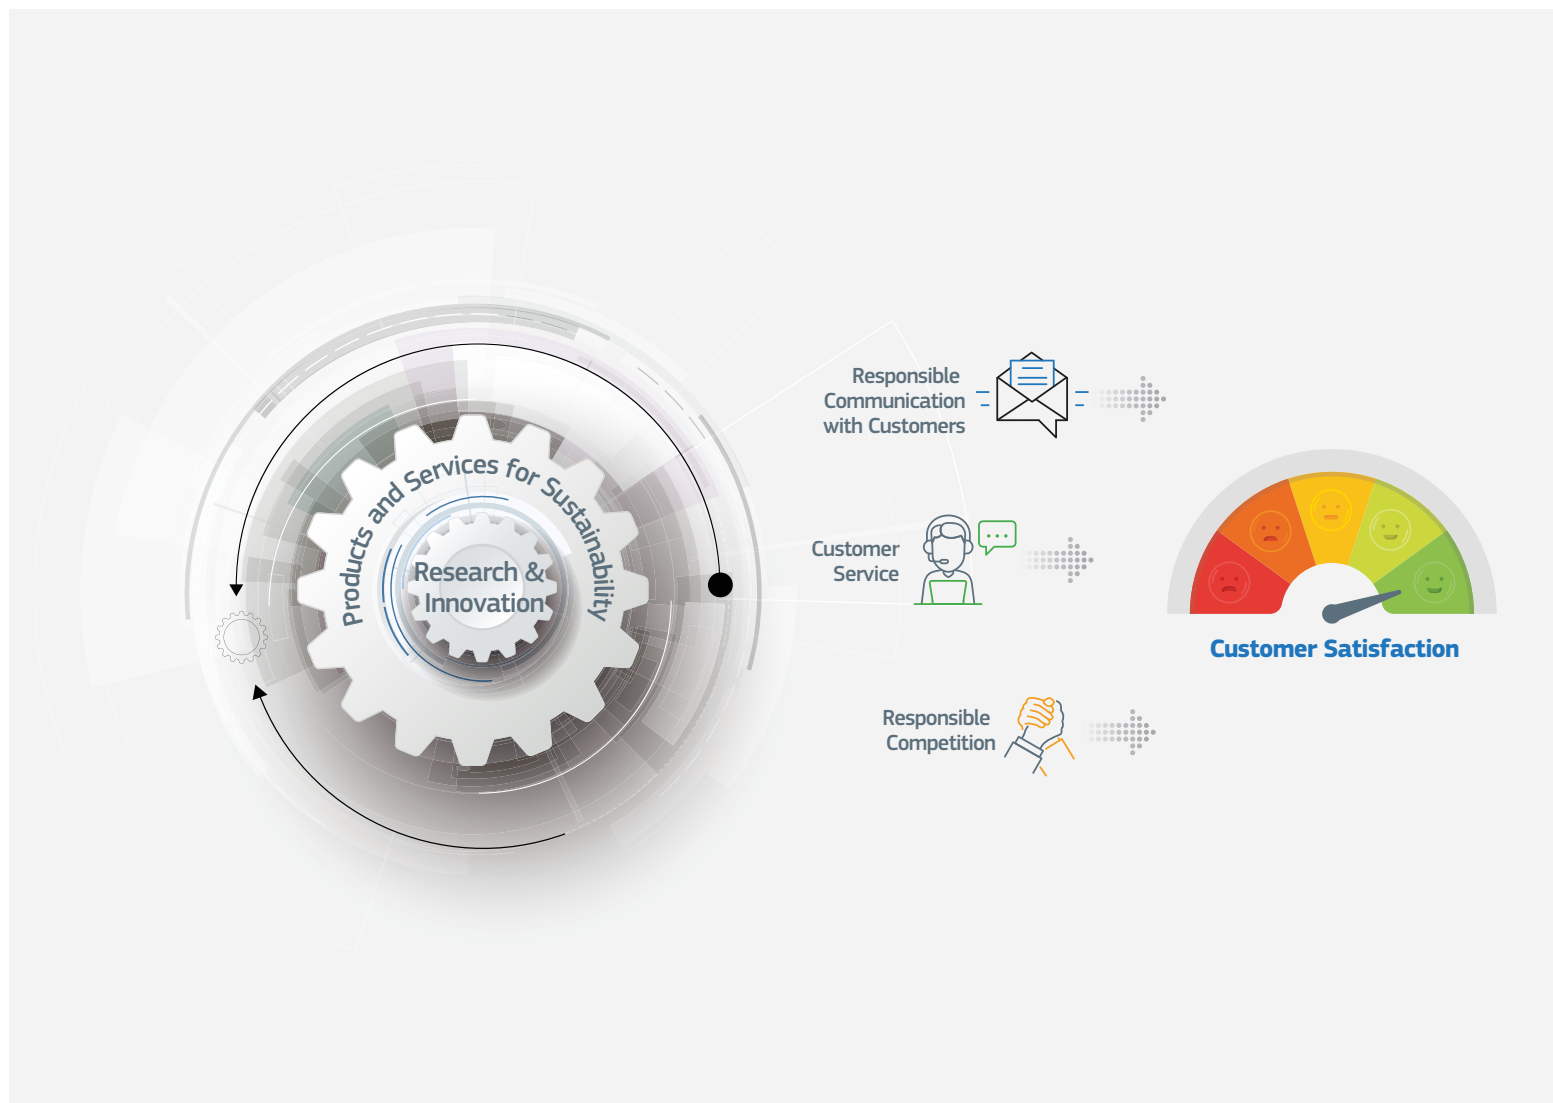 Products and Services for Sustainability
Research &
Innovation
Responsible
Communication
with Customers
Customer
Service
Responsible
Competition
Customer Satisfaction